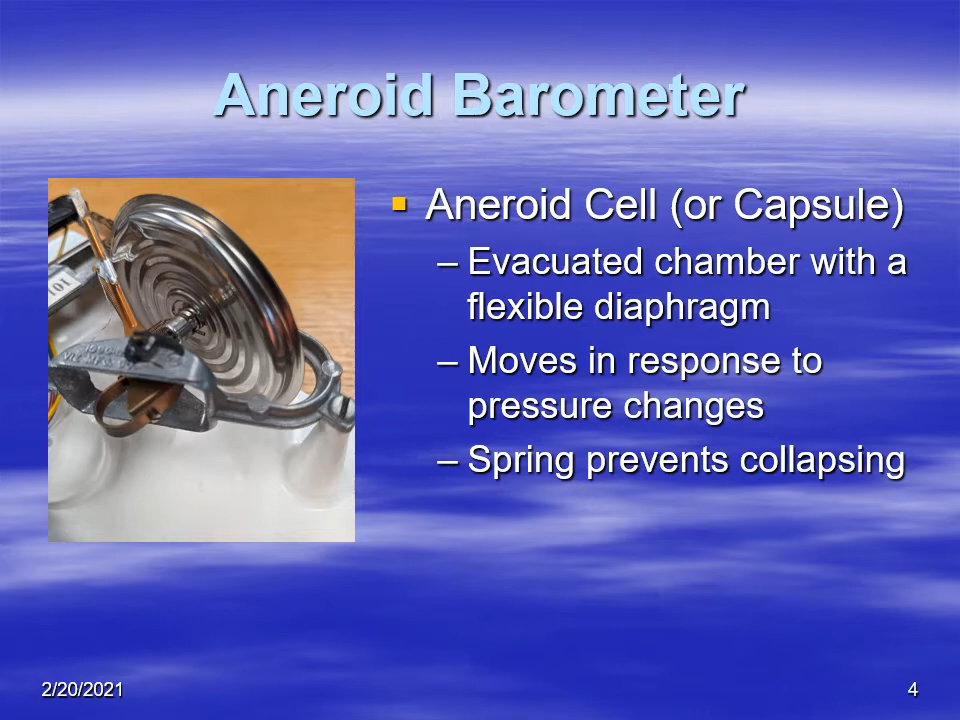 Aneroid Barometer
▪ Aneroid Cell (or Capsule)
– Evacuated chamber with a
flexible diaphragm
– Moves in response to
pressure changes
– Spring prevents collapsing
101
2/20/2021
4